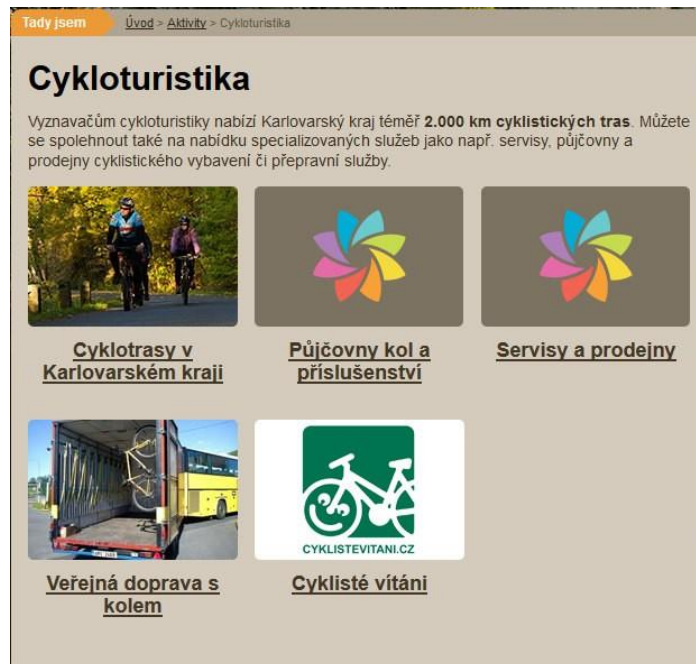 Tady jsem
Úvod > Aktivity > Cykloturistika
Cykloturistika
Vyznavačům cykloturistiky nabízí Karlovarský kraj téměř 2.000 km cyklistických tras. Můžete
se spolehnout také na nabídku specializovaných služeb jako např. servisy, půjčovny a
prodejny cyklistického vybavení či přepravní služby.
Cyklotrasy v
Karlovarském kraji
Půjčovny kol a
příslušenství
Servisy a prodejny
Veřejná doprava s
kolem
CYKLISTEVITANI.CZ
Cyklisté vítáni